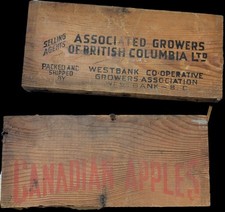 SELLING AGENTS
ASSOCIATED GROWERS
OF BRITISH COLUMBIA LTD
PACKED AND SHIPPED BY
WESTBANK CO-OPERATIVE
GROWERS ASSOCIATION
WESTBANK - B.C.
CANADIAN APPLES